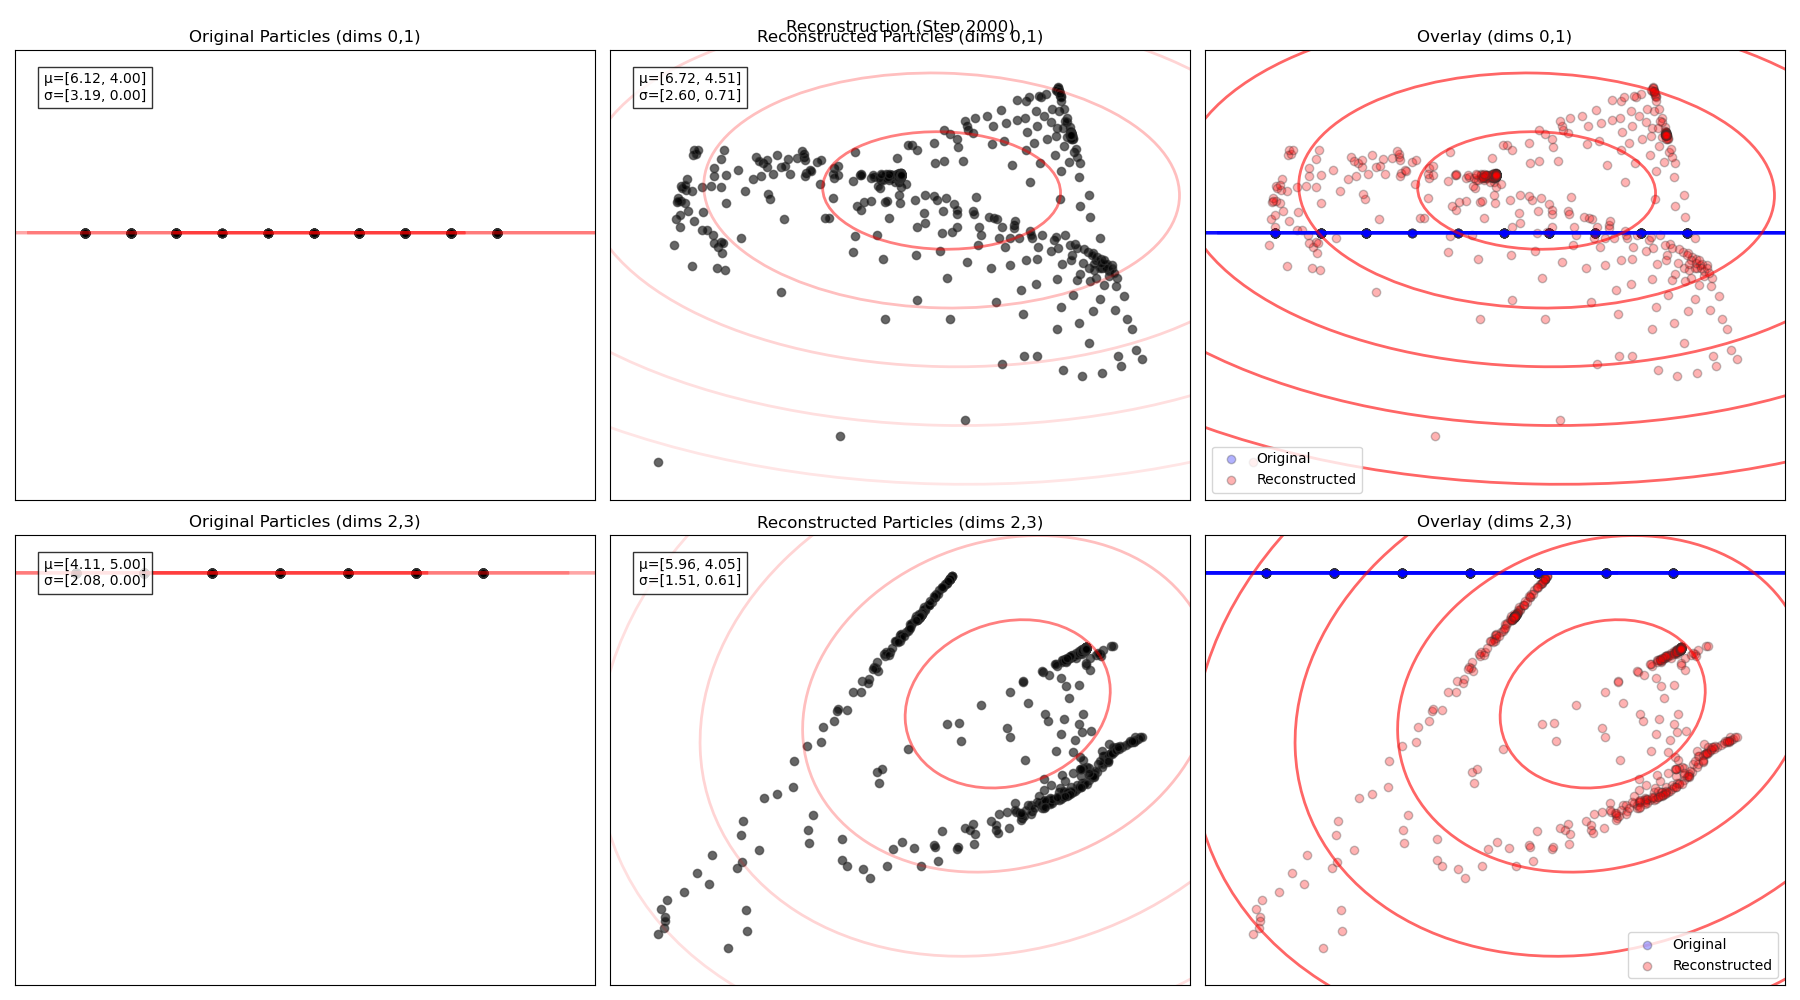 Reconstruction (Step 2000)
Original Particles (dims 0,1)
Reconstructed Particles (dims 0,1)
Overlay (dims 0,1)
μ=[6.12, 4.00]
σ=[3.19, 0.00]
μ=[6.72, 4.51]
σ=[2.60, 0.71]
Original
Reconstructed
Original Particles (dims 2,3)
Reconstructed Particles (dims 2,3)
Overlay (dims 2,3)
μ=[4.11, 5.00]
σ=[2.08, 0.00]
μ=[5.96, 4.05]
σ=[1.51, 0.61]
Original
Reconstructed